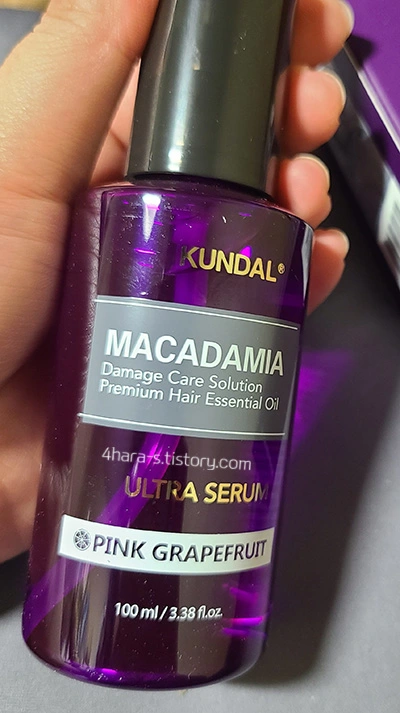 KUNDAL®
MACADAMIA
Damage Care Solution
Premium Hair Essential Oil
4hara-s.tistory.com
ULTRA SERUM
PINK GRAPEFRUIT
100 ml / 3.38 fl.oz.